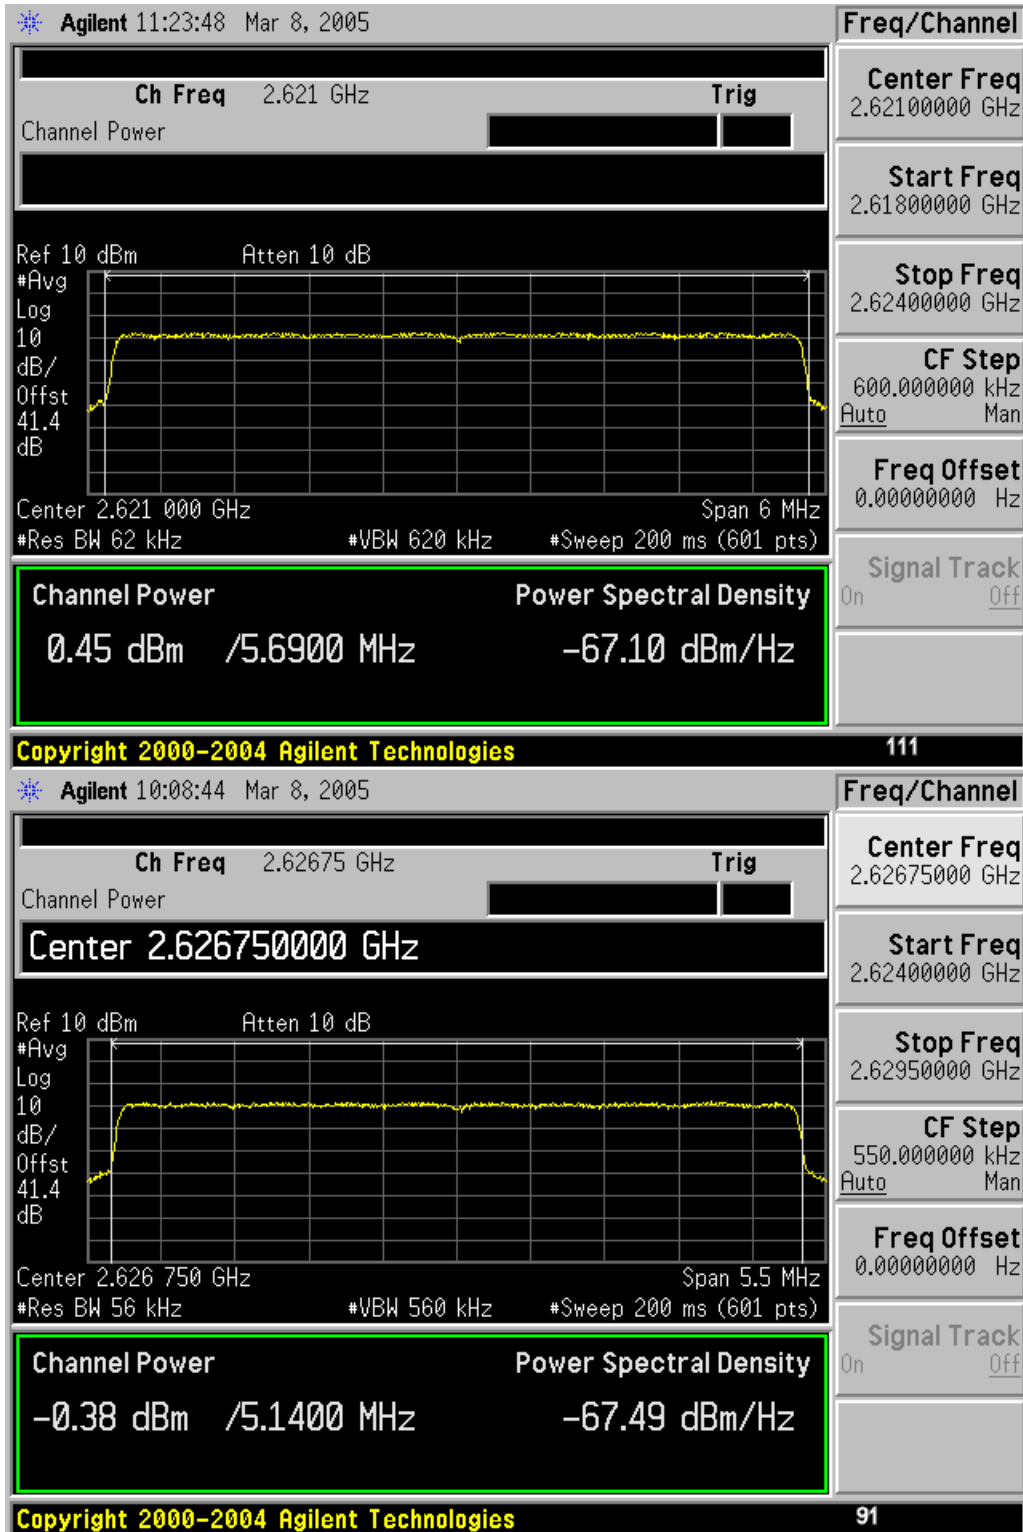 Agilent 11:23:48 Mar 8, 2005
Freq/Channel
Ch Freq 2.621 GHz Trig
Channel Power
Center Freq
2.62100000 GHz
Start Freq
2.61800000 GHz
Stop Freq
2.62400000 GHz
CF Step
600.000000 kHz
Auto Man
Freq Offset
0.00000000 Hz
Signal Track
On Off
Ref 10 dBm Atten 10 dB
#Avg
Log
10
dB/
Offst
41.4
dB
Center 2.621 000 GHz Span 6 MHz
#Res BW 62 kHz #VBW 620 kHz #Sweep 200 ms (601 pts)
Channel Power Power Spectral Density
0.45 dBm /5.6900 MHz -67.10 dBm/Hz
Copyright 2000-2004 Agilent Technologies 111
Agilent 10:08:44 Mar 8, 2005
Freq/Channel
Ch Freq 2.62675 GHz Trig
Channel Power
Center 2.626750000 GHz
Center Freq
2.62675000 GHz
Start Freq
2.62400000 GHz
Stop Freq
2.62950000 GHz
CF Step
550.000000 kHz
Auto Man
Freq Offset
0.00000000 Hz
Signal Track
On Off
Ref 10 dBm Atten 10 dB
#Avg
Log
10
dB/
Offst
41.4
dB
Center 2.626 750 GHz Span 5.5 MHz
#Res BW 56 kHz #VBW 560 kHz #Sweep 200 ms (601 pts)
Channel Power Power Spectral Density
-0.38 dBm /5.1400 MHz -67.49 dBm/Hz
Copyright 2000-2004 Agilent Technologies 91